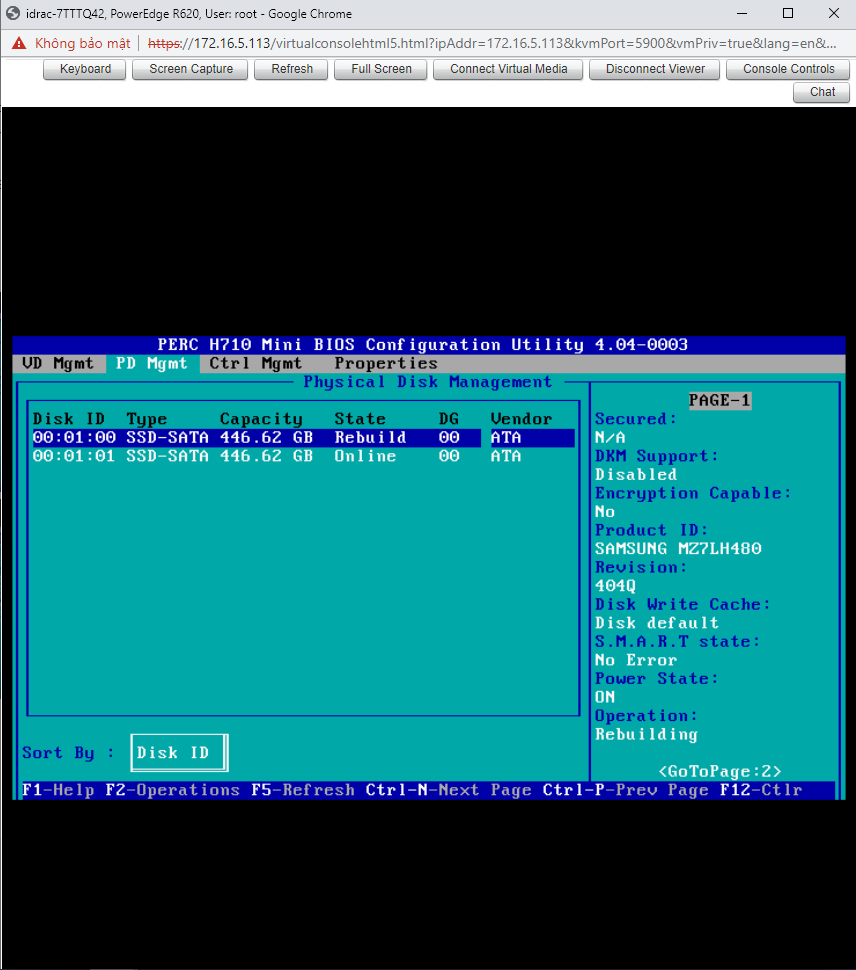 idrac-7TTTQ42, PowerEdge R620, User: root - Google Chrome
Không bảo mật | https://172.16.5.113/virtualconsolehtml5.html?ipAddr=172.16.5.113&kvmPort=5900&vmPriv=true&lang=en&...
Keyboard Screen Capture Refresh Full Screen Connect Virtual Media Disconnect Viewer Console Controls
Chat
PERC H710 Mini BIOS Configuration Utility 4.04-0003
VD Mgmt PD Mgmt Ctrl Mgmt Properties
Physical Disk Management
Disk ID Type Capacity State DG Vendor
00:01:00 SSD-SATA 446.62 GB Rebuild 00 ATA
00:01:01 SSD-SATA 446.62 GB Online 00 ATA
Sort By : Disk ID
PAGE-1
Secured:
N/A
DKM Support:
Disabled
Encryption Capable:
No
Product ID:
SAMSUNG MZ7LH480
Revision:
404Q
Disk Write Cache:
Disk default
S.M.A.R.T state:
No Error
Power State:
ON
Operation:
Rebuilding
<GoToPage:2>
F1-Help F2-Operations F5-Refresh Ctrl-N-Next Page Ctrl-P-Prev Page F12-Ctlr